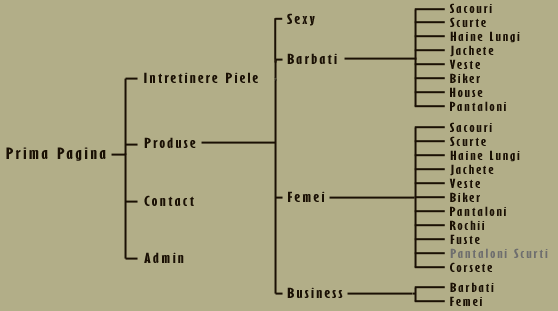 Prima Pagina
Intretinere Piele
Produse
Contact
Admin
Sexy
Barbati
Femei
Business
Sacouri
Scurte
Haine Lungi
Jachete
Veste
Biker
House
Pantaloni
Sacouri
Scurte
Haine Lungi
Jachete
Veste
Biker
Pantaloni
Rochii
Fuste
Pantaloni Scurti
Corsete
Barbati
Femei